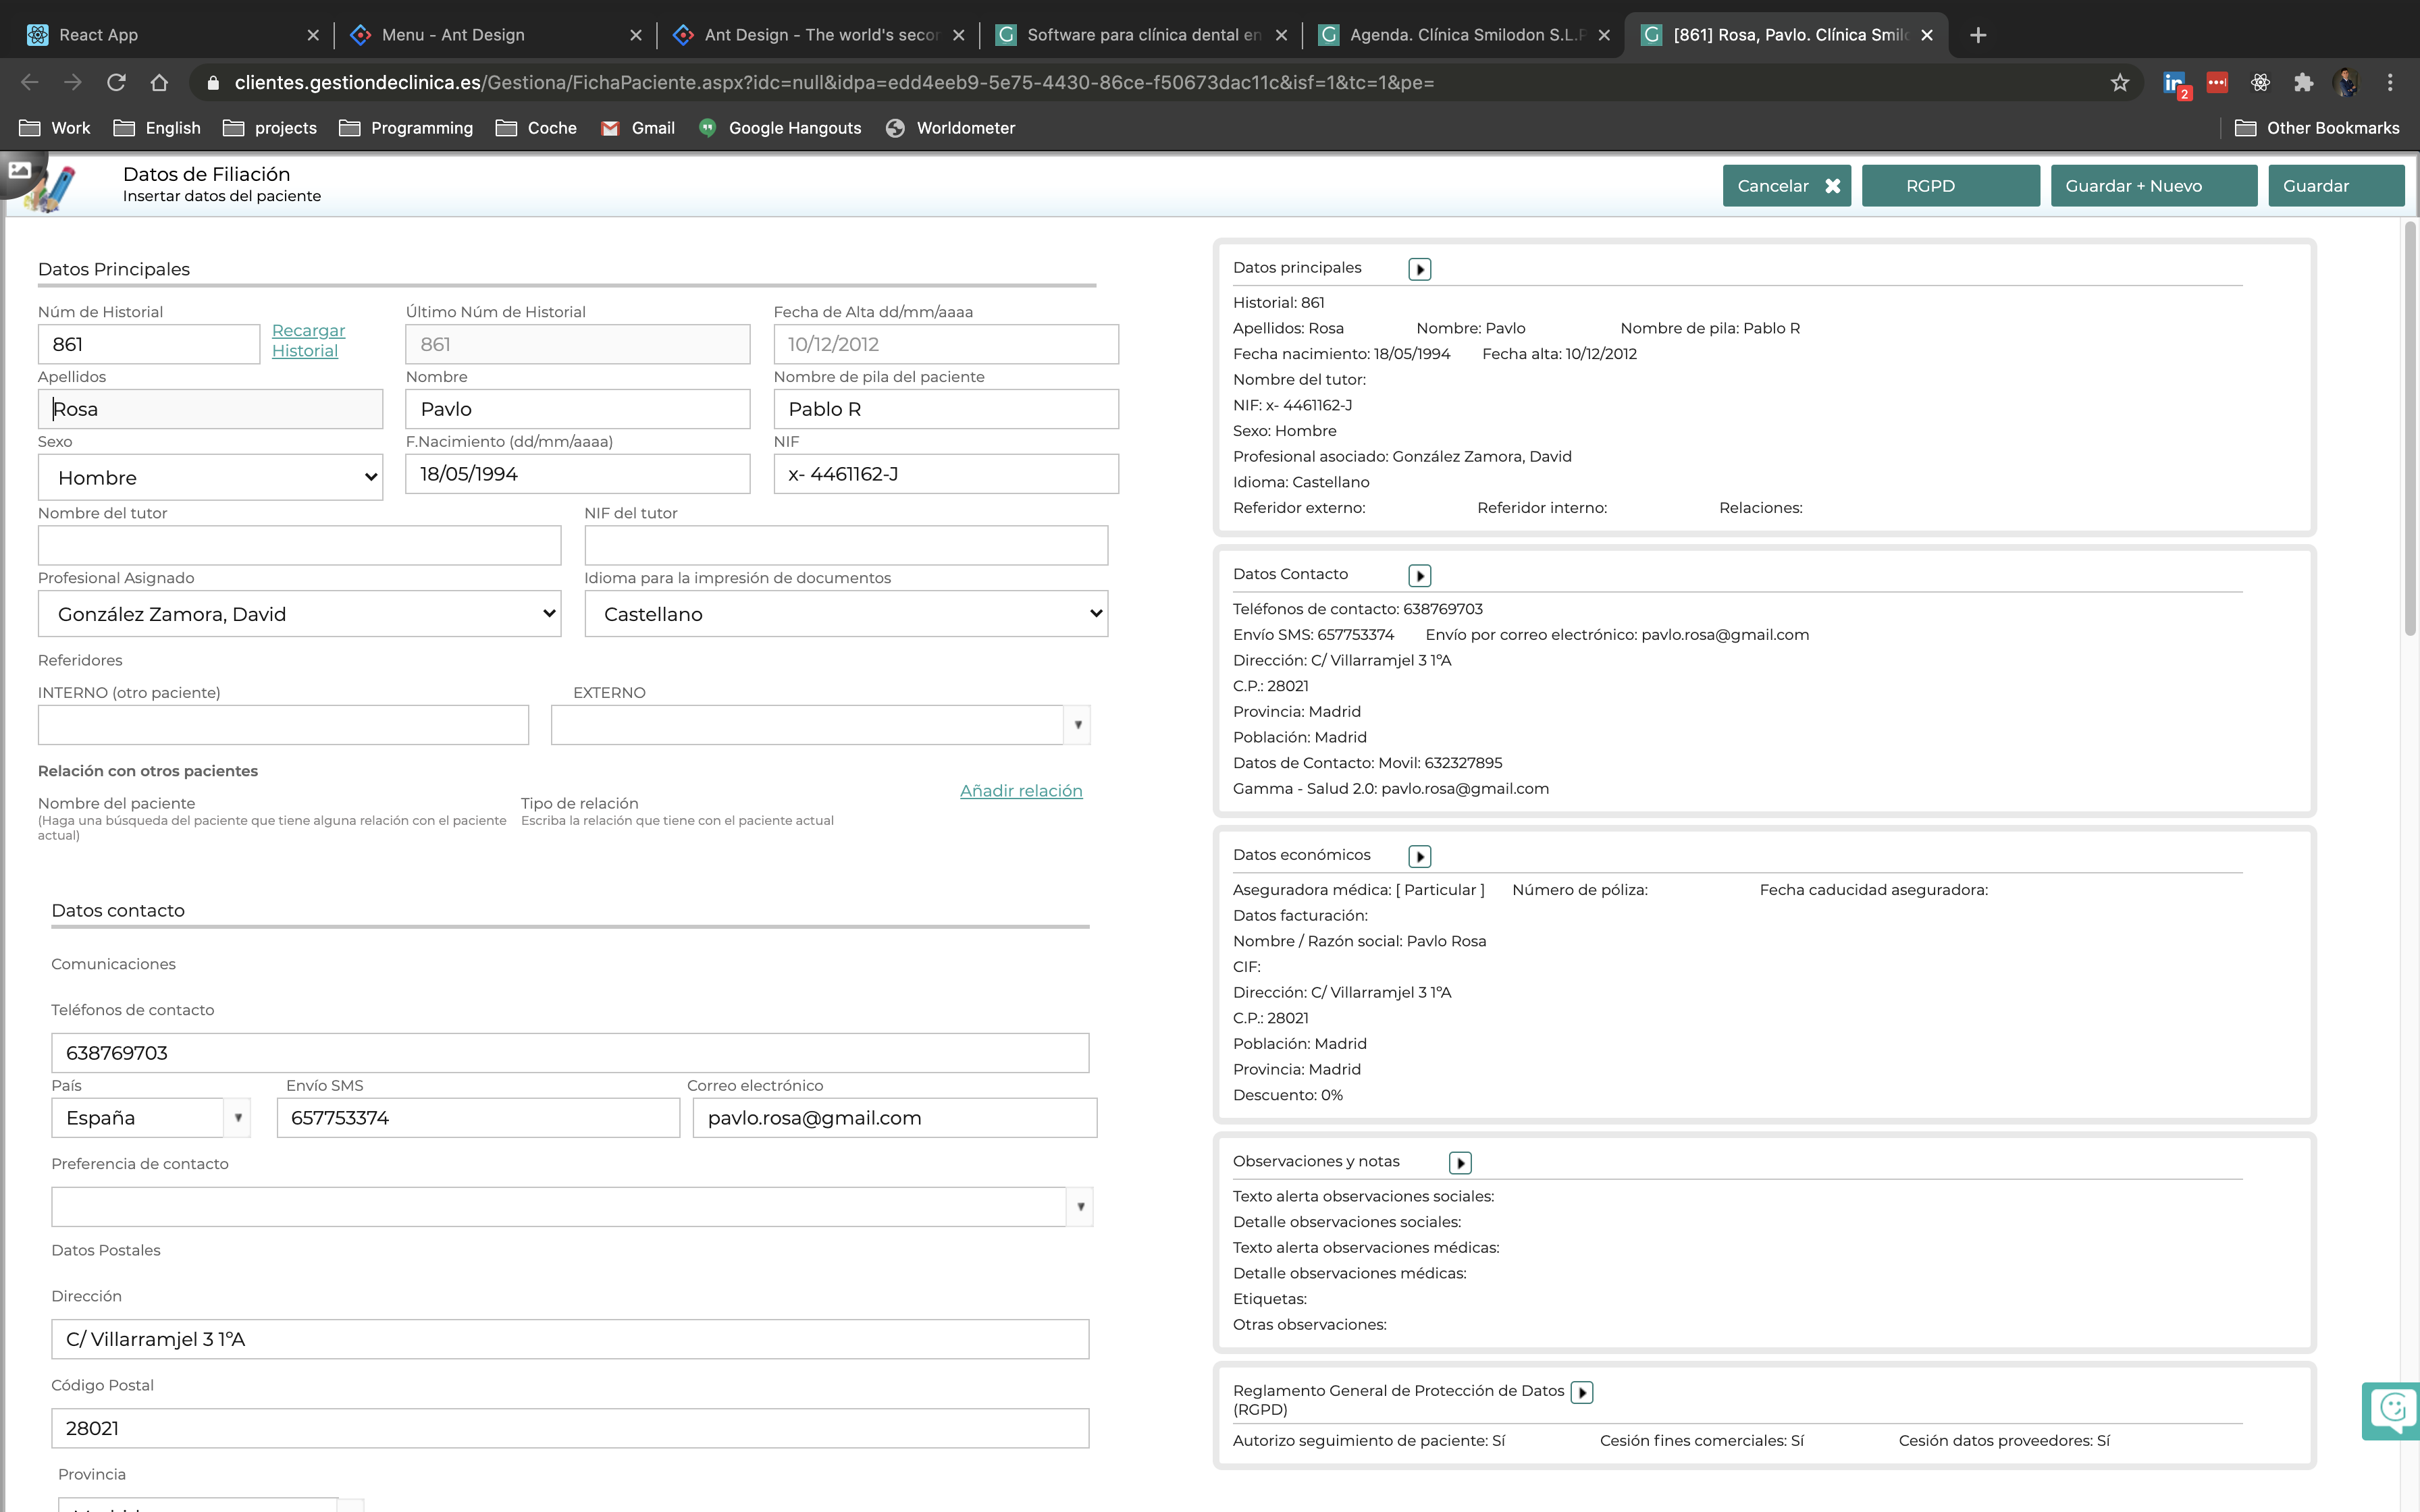 React App
Menu - Ant Design
Ant Design - The world's secor
Software para clínica dental en
Agenda. Clínica Smilodon S.L.P
[861] Rosa, Pavlo. Clínica Smilo
clientes.gestiondeclinica.es/Gestiona/FichaPaciente.aspx?idc=null&idpa=edd4eeb9-5e75-4430-86ce-f50673dac11c&isf=1&tc=1&pe=
in 2
Work English projects Programming Coche Gmail Google Hangouts Worldometer Other Bookmarks
Datos de Filiación
Insertar datos del paciente
Cancelar RGPD Guardar + Nuevo Guardar
Datos Principales
Núm de Historial Último Núm de Historial Fecha de Alta dd/mm/aaaa
861 Recargar Historial 861 10/12/2012
Apellidos Nombre Nombre de pila del paciente
Rosa Pavlo Pablo R
Sexo F.Nacimiento (dd/mm/aaaa) NIF
Hombre 18/05/1994 x- 4461162-J
Nombre del tutor NIF del tutor
Profesional Asignado Idioma para la impresión de documentos
González Zamora, David Castellano
Referidores
INTERNO (otro paciente) EXTERNO
Relación con otros pacientes
Añadir relación
Nombre del paciente Tipo de relación
(Haga una búsqueda del paciente que tiene alguna relación con el paciente Escriba la relación que tiene con el paciente actual
actual)
Datos contacto
Comunicaciones
Teléfonos de contacto
638769703
País Envío SMS Correo electrónico
España 657753374 pavlo.rosa@gmail.com
Preferencia de contacto
Datos Postales
Dirección
C/ Villarramjel 3 1ºA
Código Postal
28021
Provincia
Datos principales
Historial: 861
Apellidos: Rosa Nombre: Pavlo Nombre de pila: Pablo R
Fecha nacimiento: 18/05/1994 Fecha alta: 10/12/2012
Nombre del tutor:
NIF: x- 4461162-J
Sexo: Hombre
Profesional asociado: González Zamora, David
Idioma: Castellano
Referidor externo: Referidor interno: Relaciones:
Datos Contacto
Teléfonos de contacto: 638769703
Envío SMS: 657753374 Envío por correo electrónico: pavlo.rosa@gmail.com
Dirección: C/ Villarramjel 3 1ºA
C.P.: 28021
Provincia: Madrid
Población: Madrid
Datos de Contacto: Movil: 632327895
Gamma - Salud 2.0: pavlo.rosa@gmail.com
Datos económicos
Aseguradora médica: [ Particular ] Número de póliza: Fecha caducidad aseguradora:
Datos facturación:
Nombre / Razón social: Pavlo Rosa
CIF:
Dirección: C/ Villarramjel 3 1ºA
C.P.: 28021
Población: Madrid
Provincia: Madrid
Descuento: 0%
Observaciones y notas
Texto alerta observaciones sociales:
Detalle observaciones sociales:
Texto alerta observaciones médicas:
Detalle observaciones médicas:
Etiquetas:
Otras observaciones:
Reglamento General de Protección de Datos
(RGPD)
Autorizo seguimiento de paciente: Sí Cesión fines comerciales: Sí Cesión datos proveedores: Sí